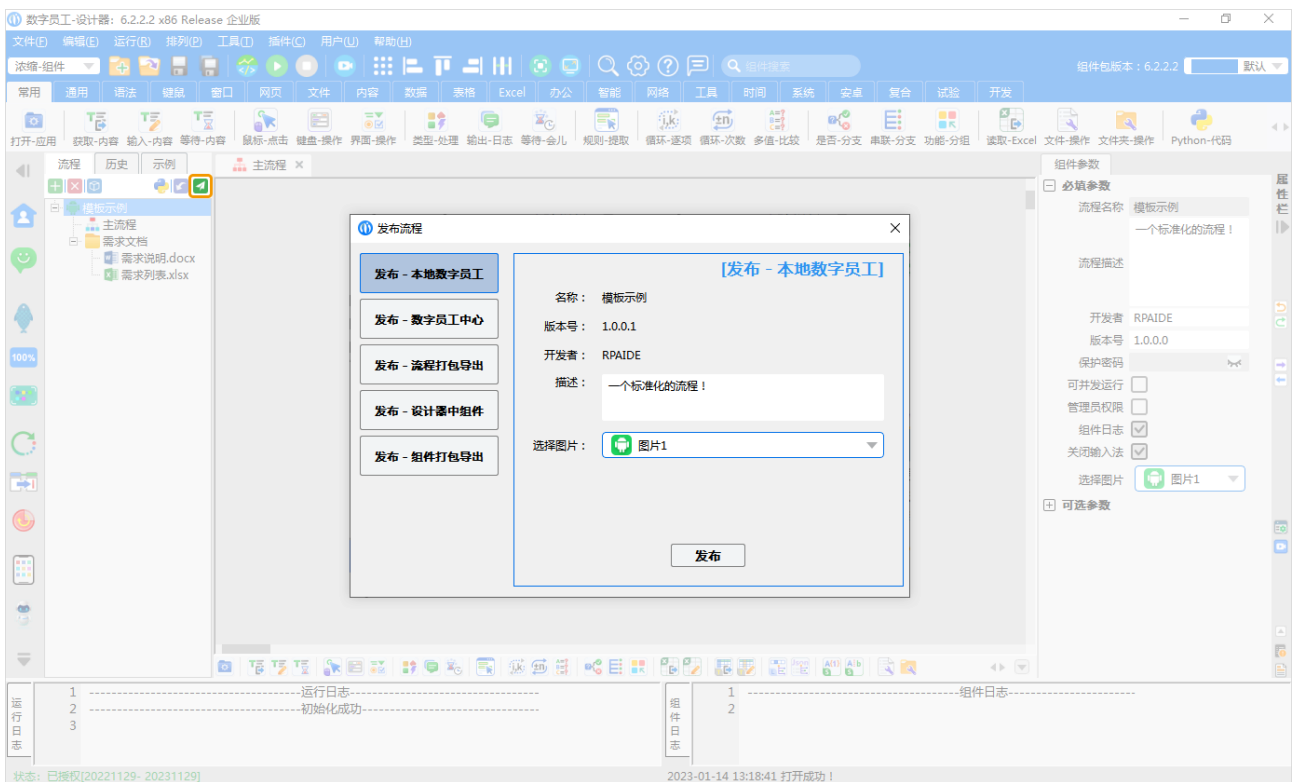 数字员工-设计器: 6.2.2.2 x86 Release 企业版
文件(F) 编辑(E) 运行(R) 排列(P) 工具(T) 插件(C) 用户(U) 帮助(H)
浓缩-组件 组件搜索 组件包版本：6.2.2.2 默认
常用 通用 语法 键鼠 窗口 网页 文件 内容 数据 表格 Excel 办公 智能 网络 工具 时间 系统 安卓 复合 试验 开发
打开-应用 获取-内容 输入-内容 等待-内容 鼠标-点击 键盘-操作 界面-操作 类型-处理 输出-日志 等待-会儿 规则-提取 循环-逐项 循环-次数 多值-比较 是否-分支 串联-分支 功能-分组 读取-Excel 文件-操作 文件夹-操作 Python-代码
流程 历史 示例 主流程 组件参数
模板示例
主流程
需求文档
需求说明.docx
需求列表.xlsx
100%
发布流程
发布 - 本地数字员工
发布 - 数字员工中心
发布 - 流程打包导出
发布 - 设计器中组件
发布 - 组件打包导出
[发布 - 本地数字员工]
名称： 模板示例
版本号： 1.0.0.1
开发者： RPAIDE
描述： 一个标准化的流程！
选择图片： 图片1
发布
属性栏
必填参数
流程名称 模板示例
流程描述 一个标准化的流程！
开发者 RPAIDE
版本号 1.0.0.0
保护密码
可并发运行
管理员权限
组件日志
关闭输入法
选择图片 图片1
可选参数
运行日志
1 -----------------------------------运行日志-----------------------------------
2 -----------------------------------初始化成功-----------------------------------
3
组件日志
1 -----------------------------------组件日志-----------------------------------
2
状态: 已授权[20221129- 20231129]
2023-01-14 13:18:41 打开成功！